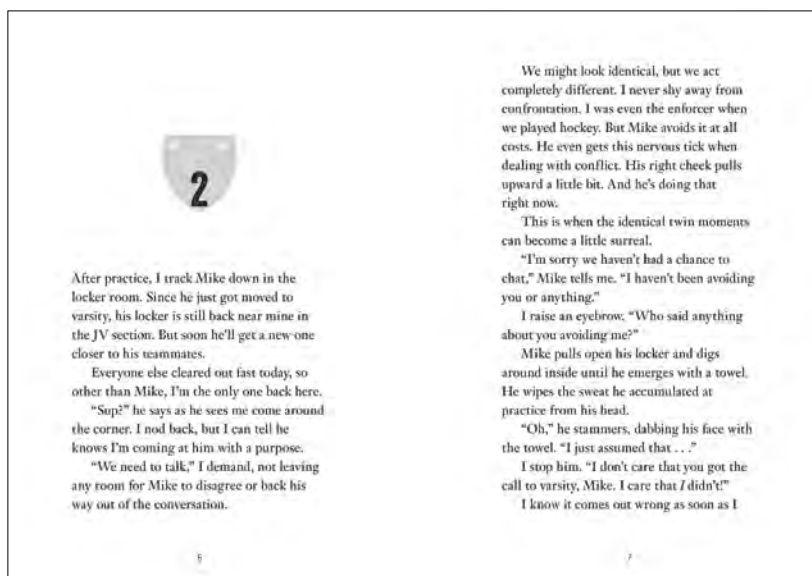 2
After practice, I track Mike down in the
locker room. Since he just got moved to
varsity, his locker is still back near mine in
the JV section. But soon he'll get a new one
closer to his teammates.
Everyone else cleared out fast today, so
other than Mike, I'm the only one back here.
"Sup?" he says as he sees me come around
the corner. I nod back, but I can tell he
knows I'm coming at him with a purpose.
"We need to talk," I demand, not leaving
any room for Mike to disagree or back his
way out of the conversation.
6
We might look identical, but we act
completely different. I never shy away from
confrontation. I was even the enforcer when
we played hockey. But Mike avoids it at all
costs. He even gets this nervous tick when
dealing with conflict. His right cheek pulls
upward a little bit. And he's doing that
right now.
This is when the identical twin moments
can become a little surreal.
"I'm sorry we haven't had a chance to
chat," Mike tells me. "I haven't been avoiding
you or anything."
I raise an eyebrow. "Who said anything
about you avoiding me?"
Mike pulls open his locker and digs
around inside until he emerges with a towel.
He wipes the sweat he accumulated at
practice from his head.
"Oh," he stammers, dabbing his face with
the towel. "I just assumed that . . ."
I stop him. "I don't care that you got the
call to varsity, Mike. I care that I didn't!"
I know it comes out wrong as soon as I
7